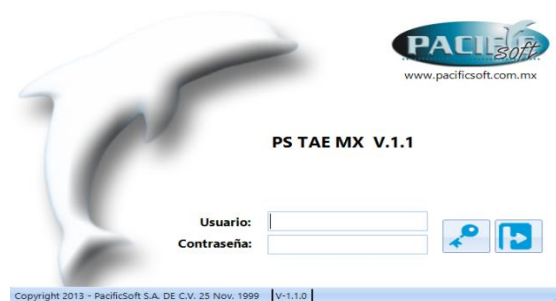 PACIFIC
soft
www.pacificsoft.com.mx
PS TAE MX V.1.1
Usuario:
Contraseña:
Copyright 2013 - PacificSoft S.A. DE C.V. 25 Nov. 1999 V-1.1.0